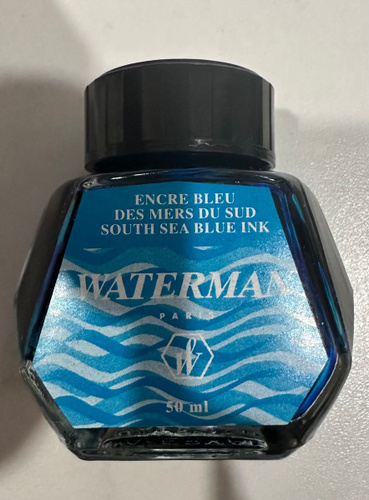 ENCRE BLEU
DES MERS DU SUD
SOUTH SEA BLUE INK
WATERMAN
PARIS
W
50 ml